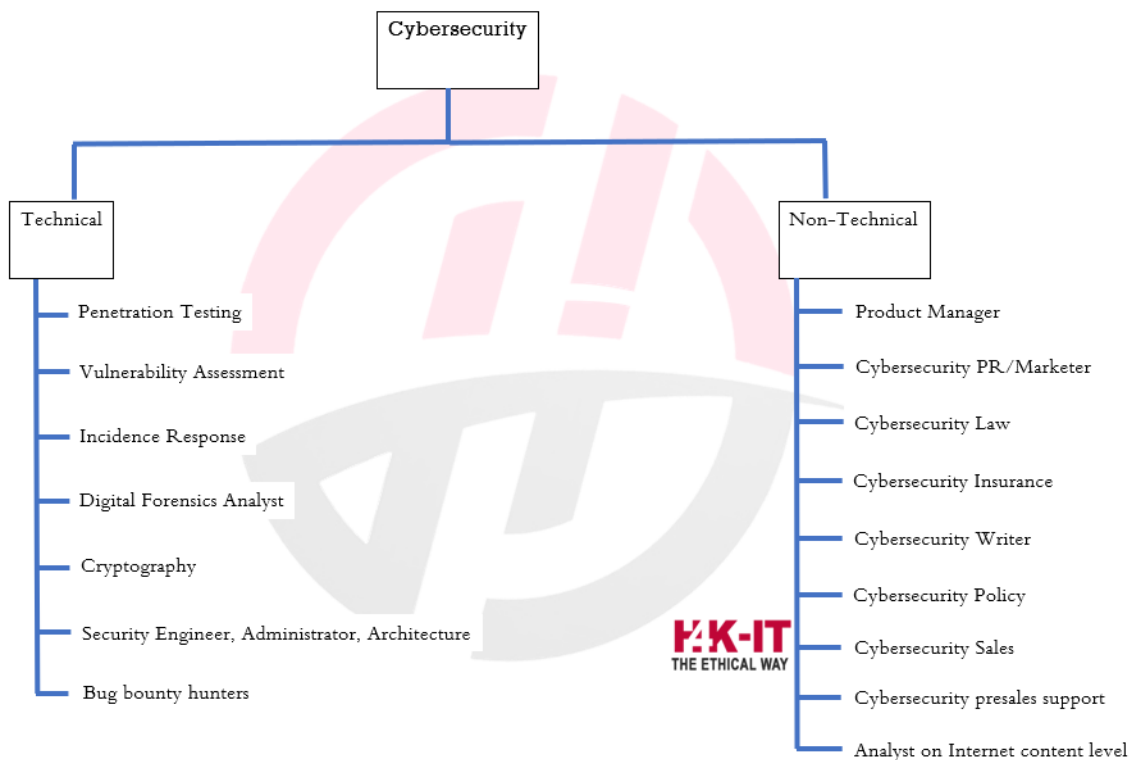 Cybersecurity
Technical
Penetration Testing
Vulnerability Assessment
Incidence Response
Digital Forensics Analyst
Cryptography
Security Engineer, Administrator, Architecture
Bug bounty hunters
Non-Technical
Product Manager
Cybersecurity PR/Marketer
Cybersecurity Law
Cybersecurity Insurance
Cybersecurity Writer
Cybersecurity Policy
Cybersecurity Sales
Cybersecurity presales support
Analyst on Internet content level
H4K-IT
THE ETHICAL WAY